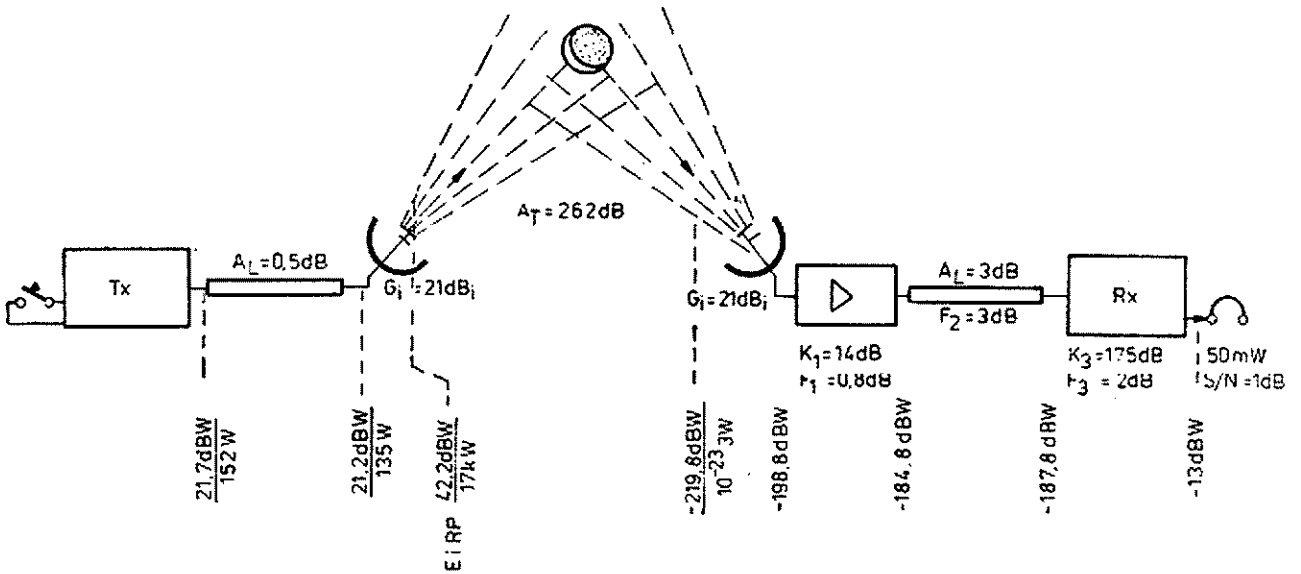 A_T = 262dB
Tx
A_L = 0,5dB
G_i = 21dB_i
G_i = 21dB_i
A_L = 3dB
F_2 = 3dB
Rx
K_1 = 14dB
F_1 = 0,8dB
K_3 = 175dB
F_3 = 2dB
50mW
S/N = 1dB
21,7dBW
152W
21,2dBW
135W
EiRP 42,2dBW
17kW
-219,8dBW
10^-23 3W
-198,8dBW
-184,8dBW
-187,8dBW
-13dBW